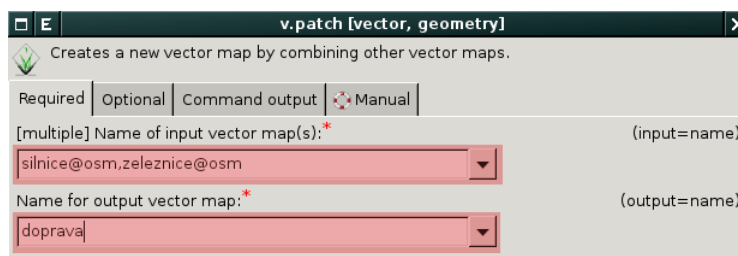 E v.patch [vector, geometry]
Creates a new vector map by combining other vector maps.
Required Optional Command output Manual
[multiple] Name of input vector map(s):* (input=name)
silnice@osm,zeleznice@osm
Name for output vector map:* (output=name)
doprava